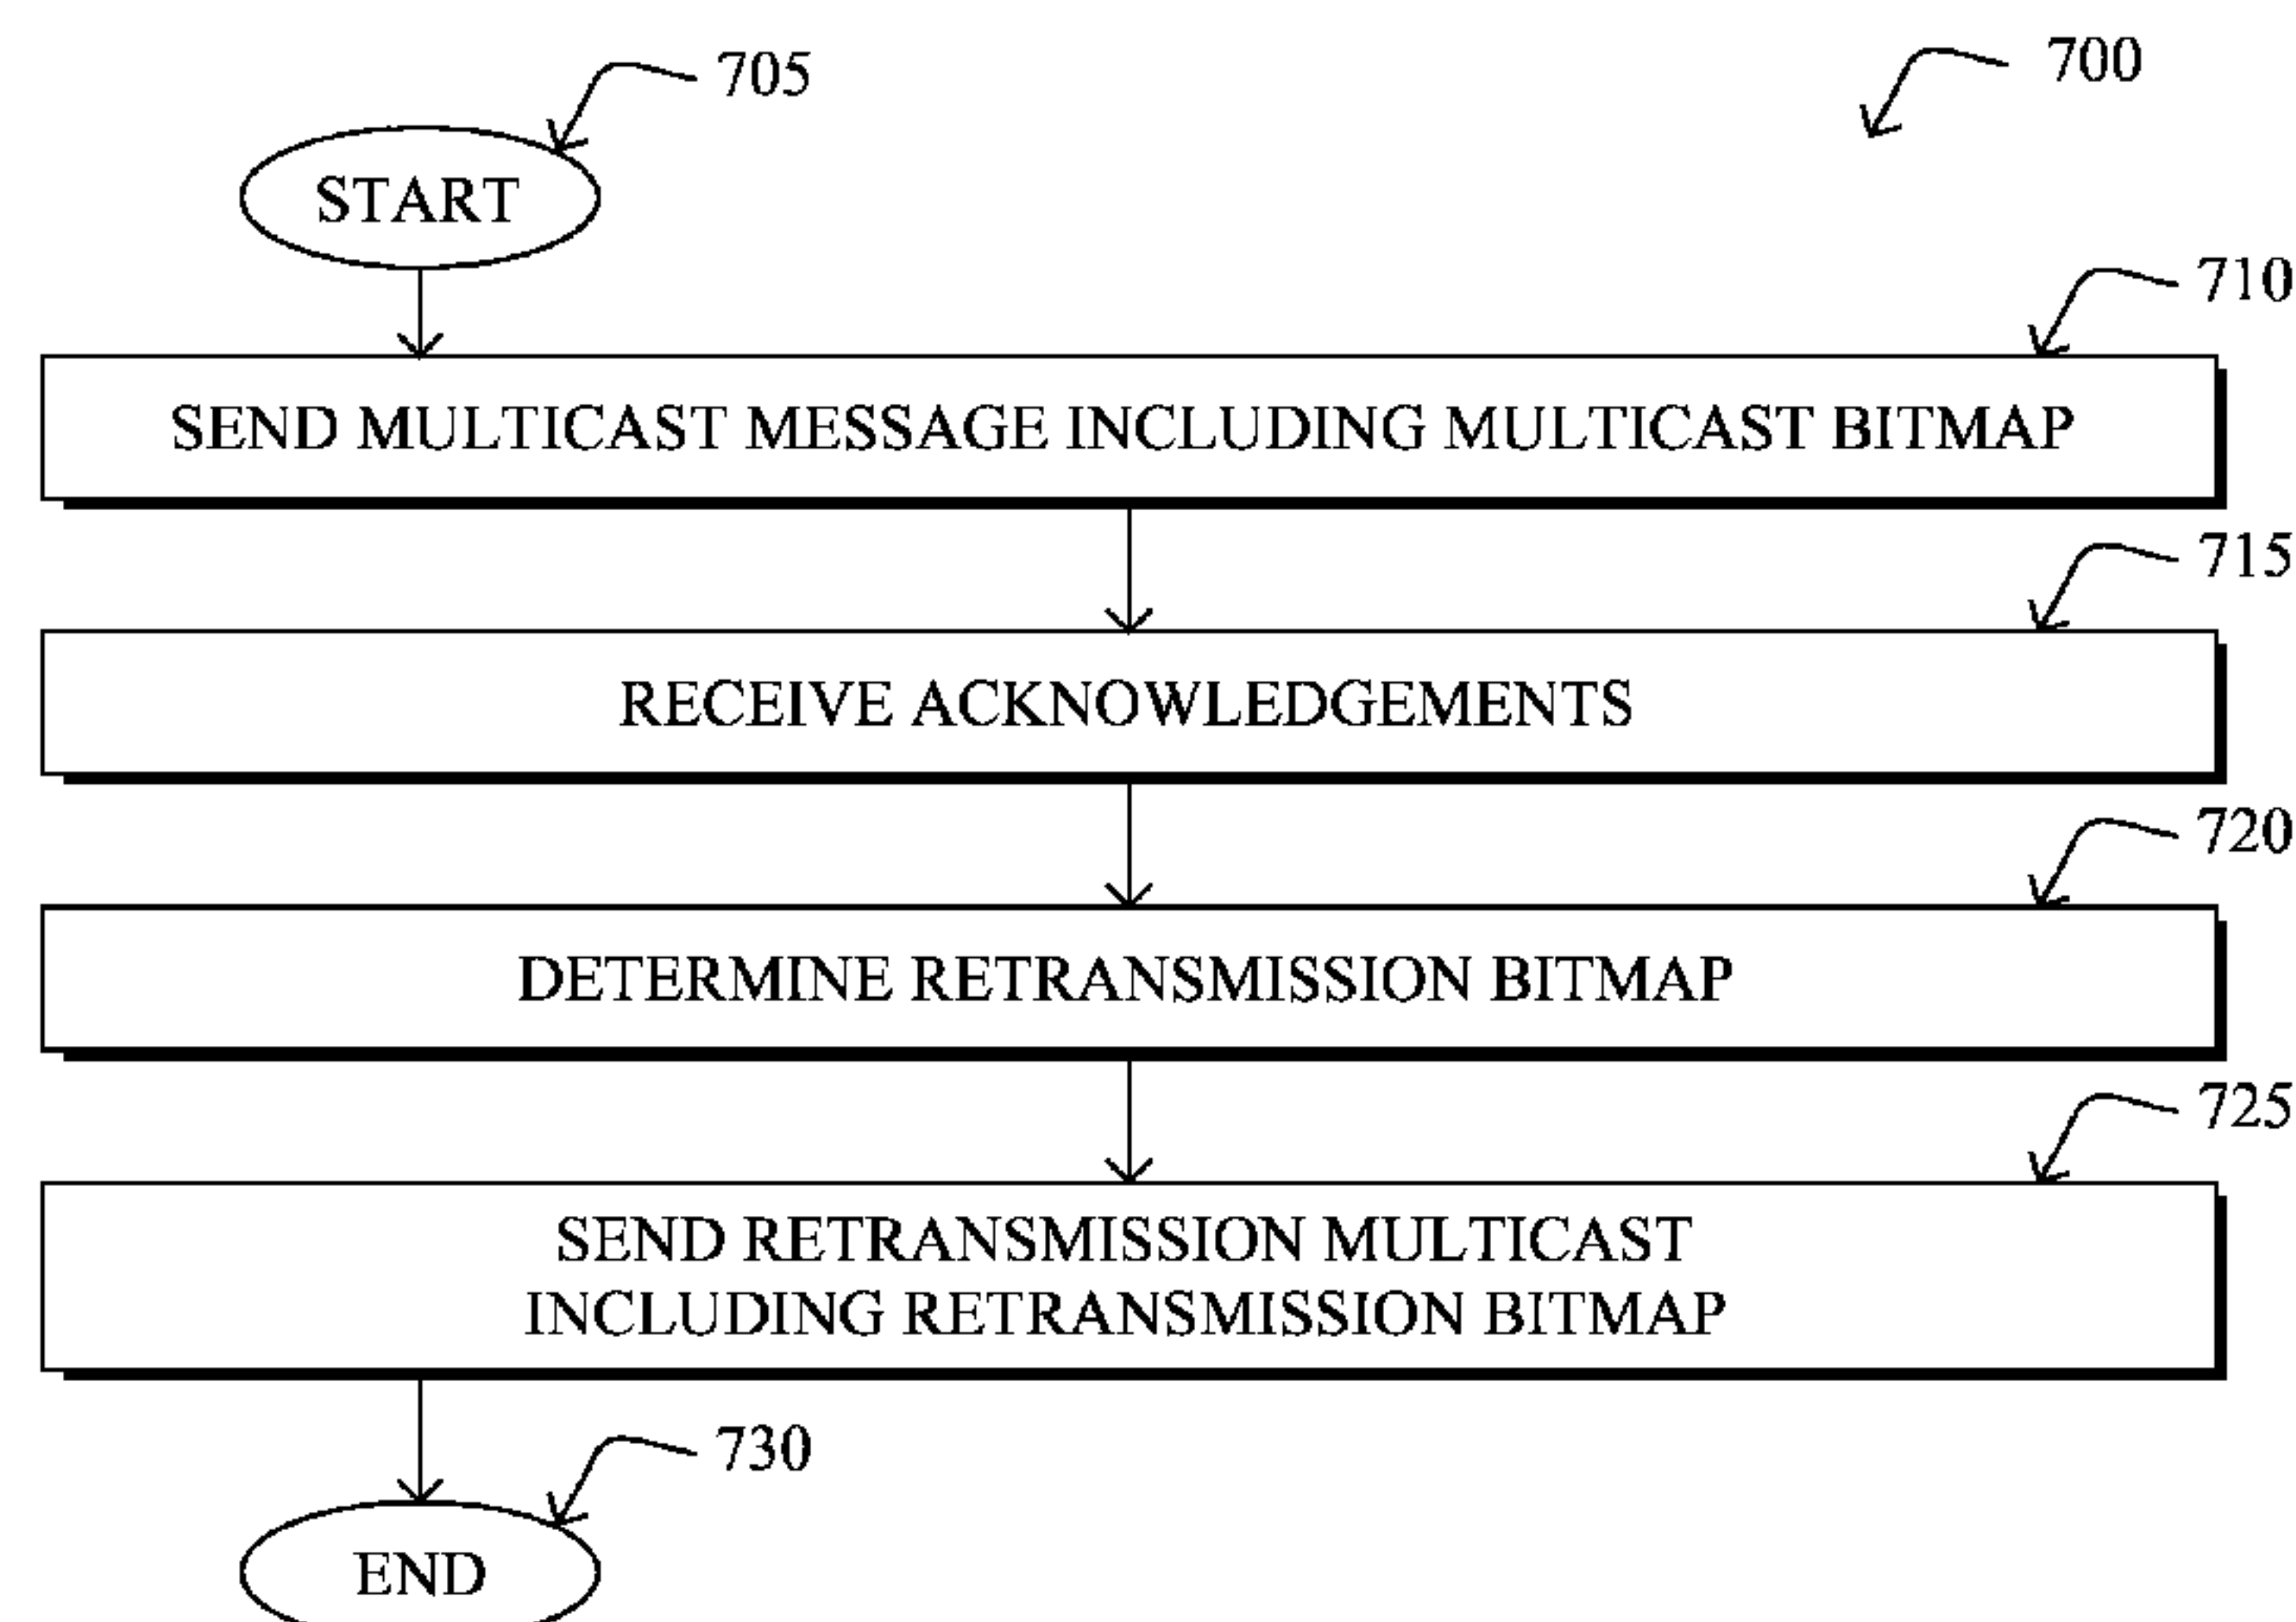 705
700
START
710
SEND MULTICAST MESSAGE INCLUDING MULTICAST BITMAP
715
RECEIVE ACKNOWLEDGEMENTS
720
DETERMINE RETRANSMISSION BITMAP
725
SEND RETRANSMISSION MULTICAST
INCLUDING RETRANSMISSION BITMAP
730
END